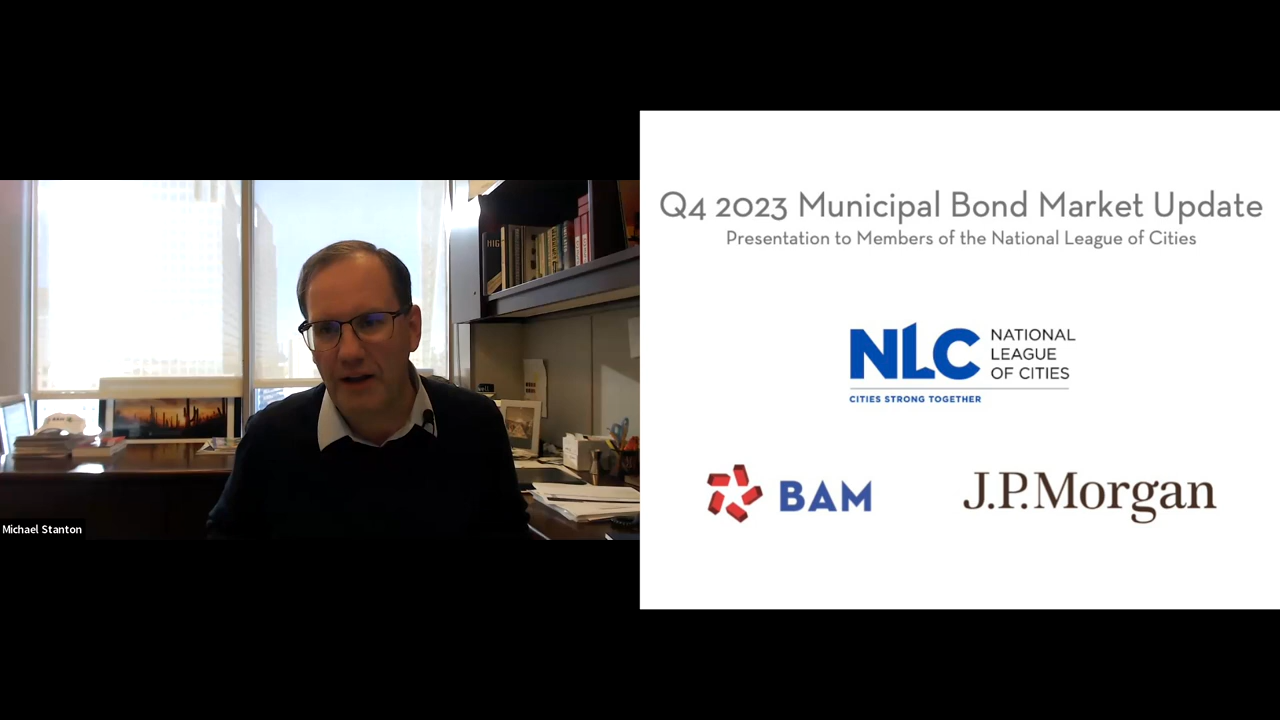 Michael Stanton
Q4 2023 Municipal Bond Market Update
Presentation to Members of the National League of Cities
NLC
NATIONAL
LEAGUE
OF CITIES
CITIES STRONG TOGETHER
BAM
J.P.Morgan